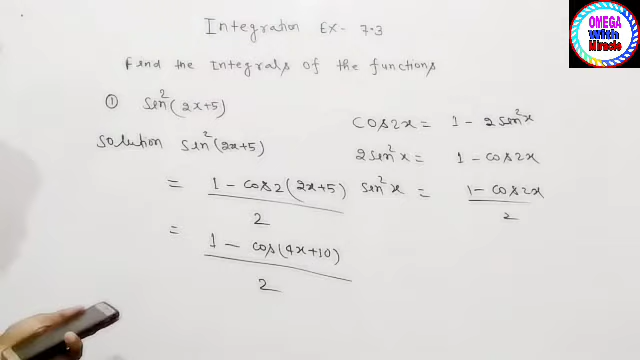 Integration Ex- 7.3
Find the Integrals of the functions
① sin²(2x+5)
Solution sin²(2x+5)
= 1 - cos2(2x+5) / 2
= 1 - cos(4x+10) / 2
cos2x = 1 - 2sin²x
2sin²x = 1 - cos2x
sin²x = 1 - cos2x / 2
OMEGA
With
Miracle